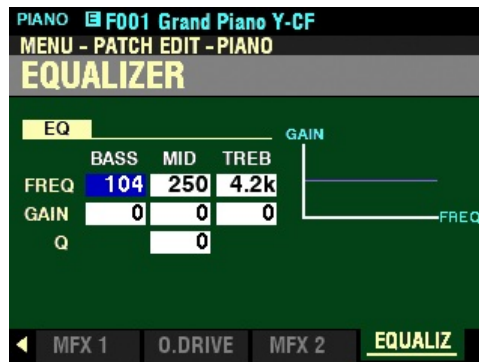 PIANO E F001 Grand Piano Y-CF
MENU - PATCH EDIT - PIANO
EQUALIZER
EQ
GAIN
BASS MID TREB
FREQ 104 250 4.2k
GAIN 0 0 0
FREQ
Q 0
MFX 1 O.DRIVE MFX 2 EQUALIZ